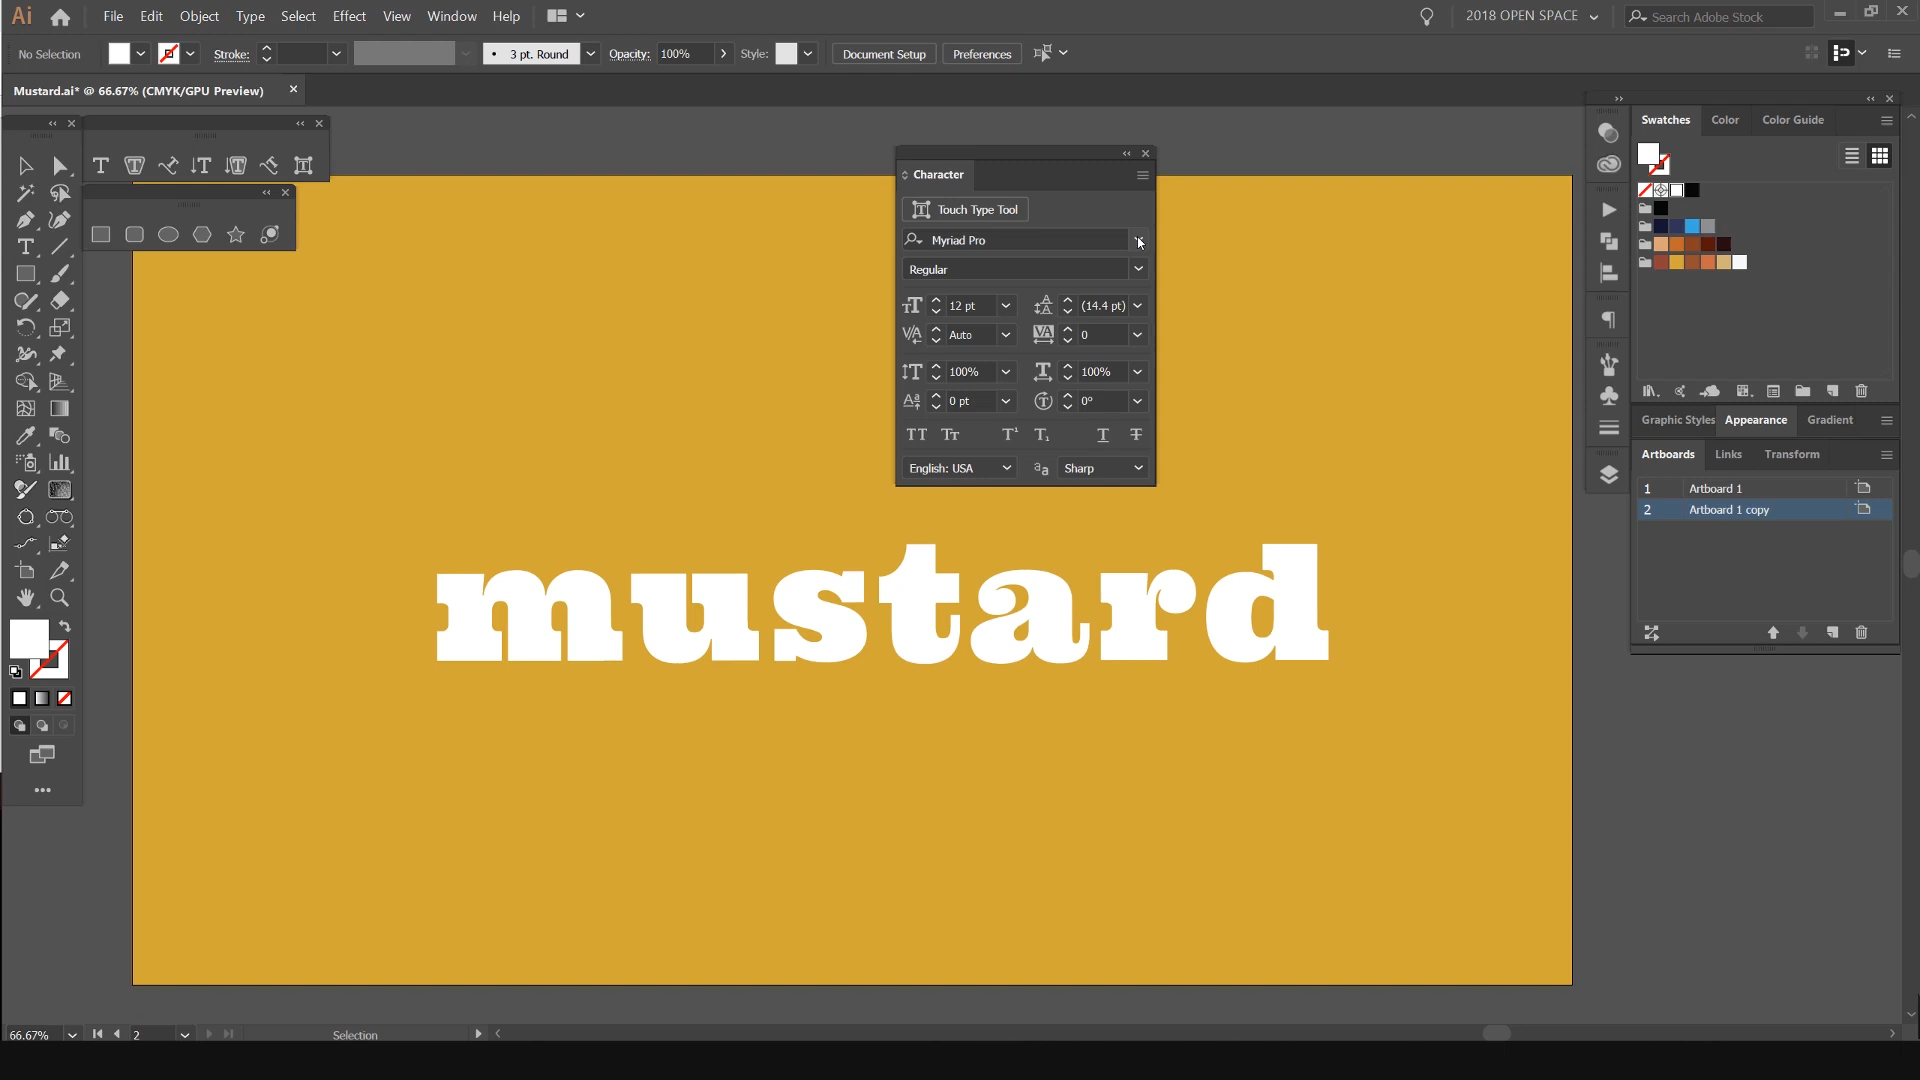 Ai File Edit Object Type Select Effect View Window Help 2018 OPEN SPACE Search Adobe Stock
No Selection Stroke: 3 pt. Round Opacity: 100% Style: Document Setup Preferences
Mustard.ai* @ 66.67% (CMYK/GPU Preview)
Swatches Color Color Guide
Character
Touch Type Tool
Myriad Pro
Regular
12 pt (14.4 pt)
Auto 0
100% 100%
0 pt 0°
English: USA Sharp
Graphic Styles Appearance Gradient
Artboards Links Transform
1 Artboard 1
2 Artboard 1 copy
mustard
66.67% 2 Selection